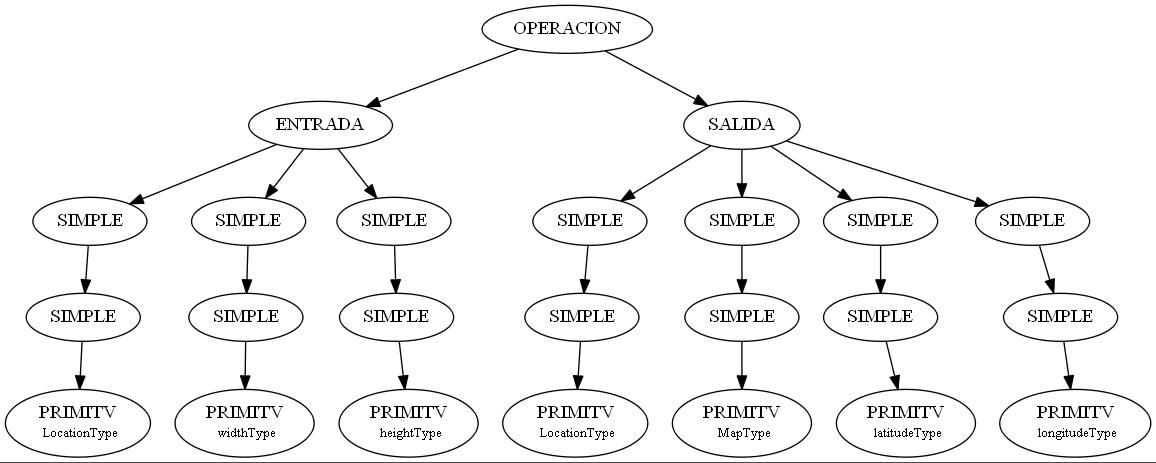 OPERACION
ENTRADA
SALIDA
SIMPLE
SIMPLE
SIMPLE
SIMPLE
SIMPLE
SIMPLE
SIMPLE
SIMPLE
SIMPLE
SIMPLE
SIMPLE
SIMPLE
SIMPLE
SIMPLE
PRIMITV
LocationType
PRIMITV
widthType
PRIMITV
heightType
PRIMITV
LocationType
PRIMITV
MapType
PRIMITV
latitudeType
PRIMITV
longitudeType